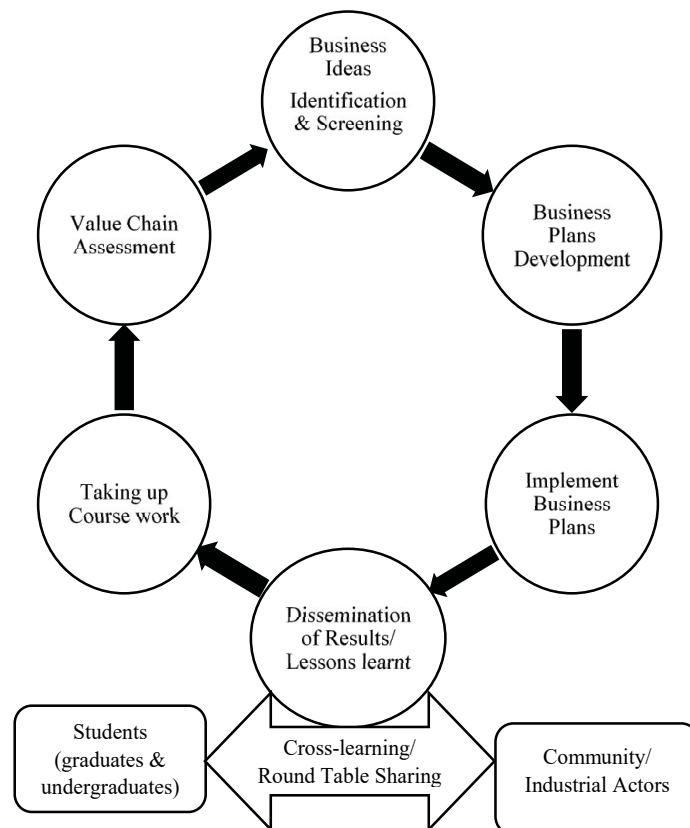 Business
Ideas
Identification
& Screening
Business
Plans
Development
Implement
Business
Plans
Dissemination
of Results/
Lessons learnt
Taking up
Course work
Value Chain
Assessment
Students
(graduates &
undergraduates)
Cross-learning/
Round Table Sharing
Community/
Industrial Actors